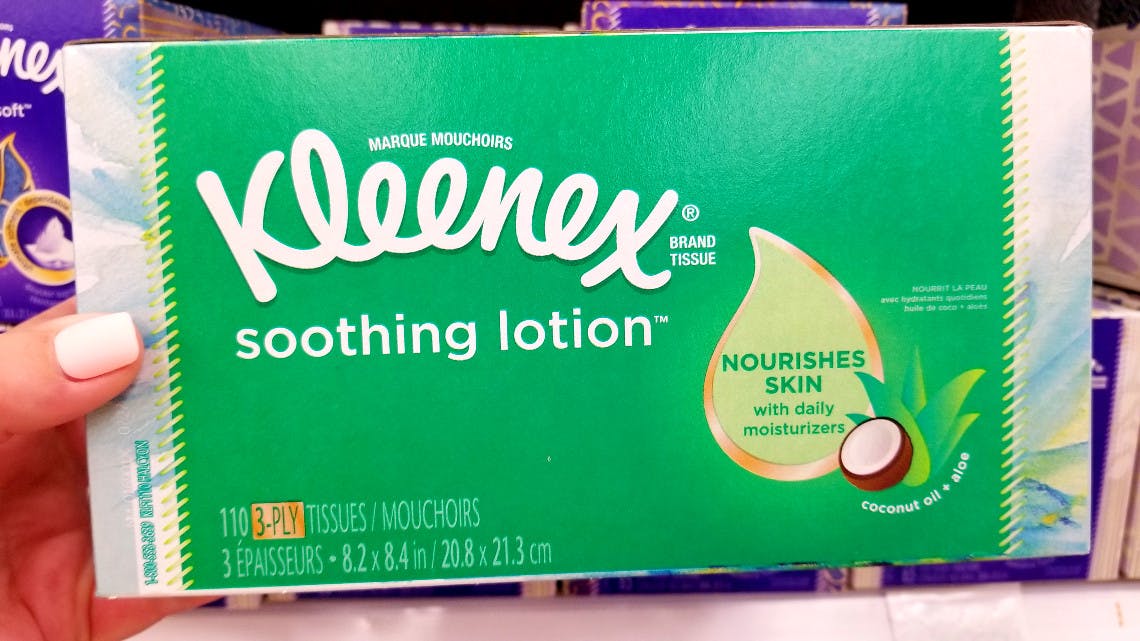 MARQUE MOUCHOIRS
Kleenex®
BRAND
TISSUE
soothing lotion™
NOURRIT LA PEAU
avec hydratants quotidiens
huile de coco + aloès
NOURISHES
SKIN
with daily
moisturizers
coconut oil + aloe
110 3-PLY TISSUES / MOUCHOIRS
3 ÉPAISSEURS • 8.2 x 8.4 in / 20.8 x 21.3 cm
soft™